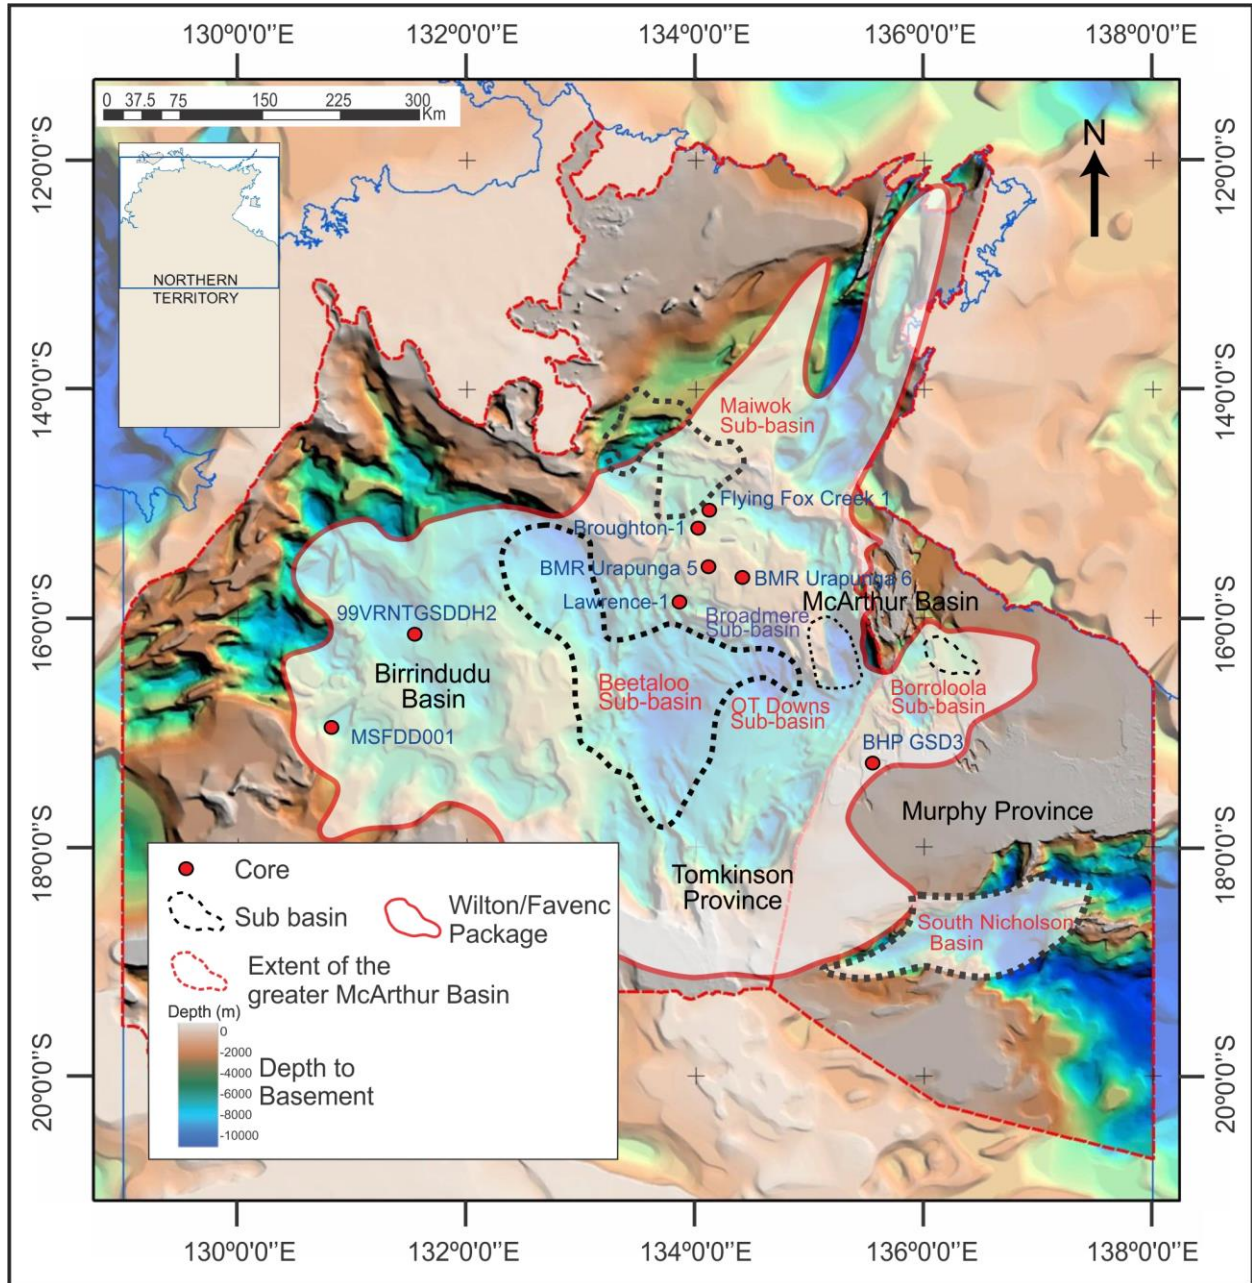 130°0'0"E 132°0'0"E 134°0'0"E 136°0'0"E 138°0'0"E
0 37.5 75 150 225 300
Km
N
12°0'0"S
12°0'0"S
NORTHERN
TERRITORY
14°0'0"S
14°0'0"S
Maiwok
Sub-basin
Flying Fox Creek 1
Broughton-1
BMR Urapunga 5
BMR Urapunga 6
Lawrence-1
McArthur Basin
Broadmere
Sub-basin
99VRNTGSDDH2
16°0'0"S
16°0'0"S
Birrindudu
Basin
Beetaloo
Sub-basin
OT Downs
Sub-basin
Borroloola
Sub-basin
MSFDD001
BHP GSD3
Murphy Province
18°0'0"S
18°0'0"S
Tomkinson
Province
South Nicholson
Basin
Core
Sub basin
Wilton/Favenc
Package
Extent of the
greater McArthur Basin
Depth (m)
0
-2000
-4000
-6000
-8000
-10000
Depth to
Basement
20°0'0"S
20°0'0"S
130°0'0"E 132°0'0"E 134°0'0"E 136°0'0"E 138°0'0"E